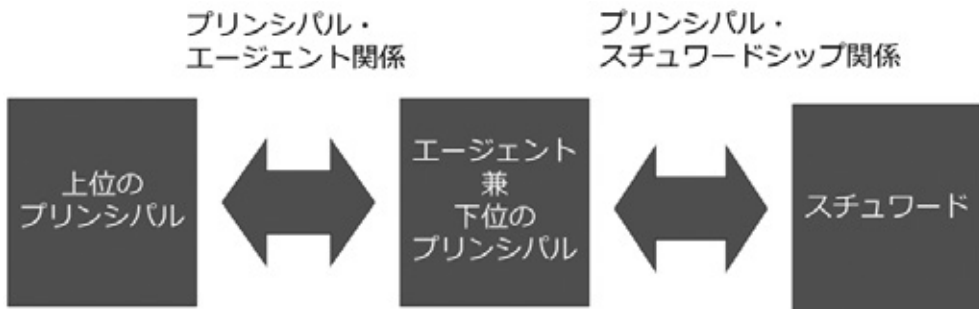 プリンシパル・
エージェント関係
プリンシパル・
スチュワードシップ関係
上位の
プリンシパル
エージェント
兼
下位の
プリンシパル
スチュワード